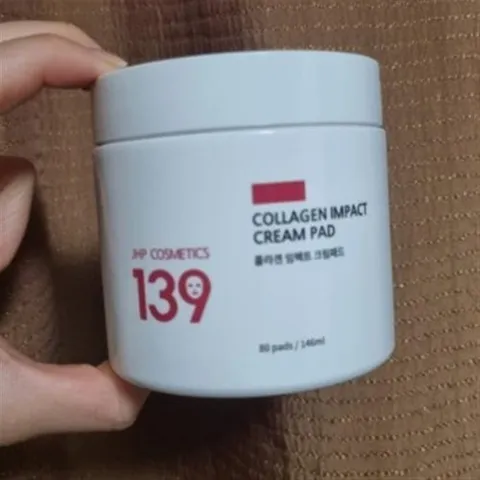 COLLAGEN IMPACT
CREAM PAD
콜라겐 임팩트 크림패드
JHP COSMETICS
139
80 pads / 146ml